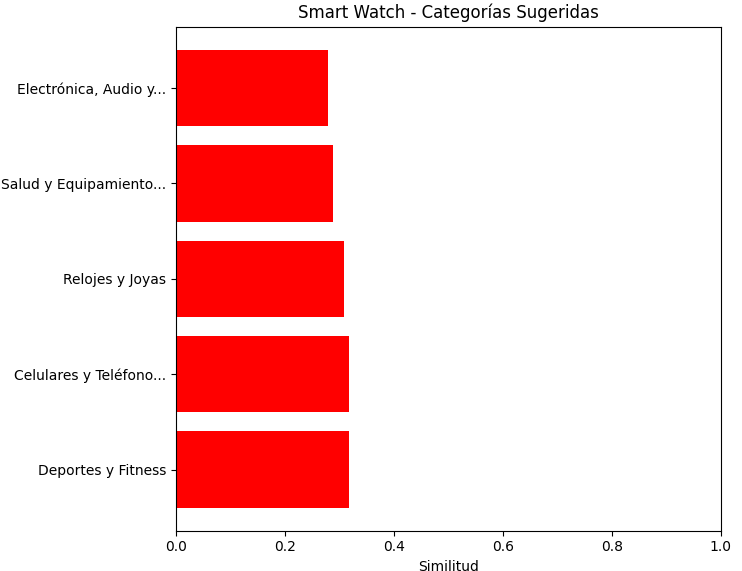 Smart Watch - Categorías Sugeridas
Electrónica, Audio y...
Salud y Equipamiento...
Relojes y Joyas
Celulares y Teléfono...
Deportes y Fitness
0.0 0.2 0.4 0.6 0.8 1.0
Similitud